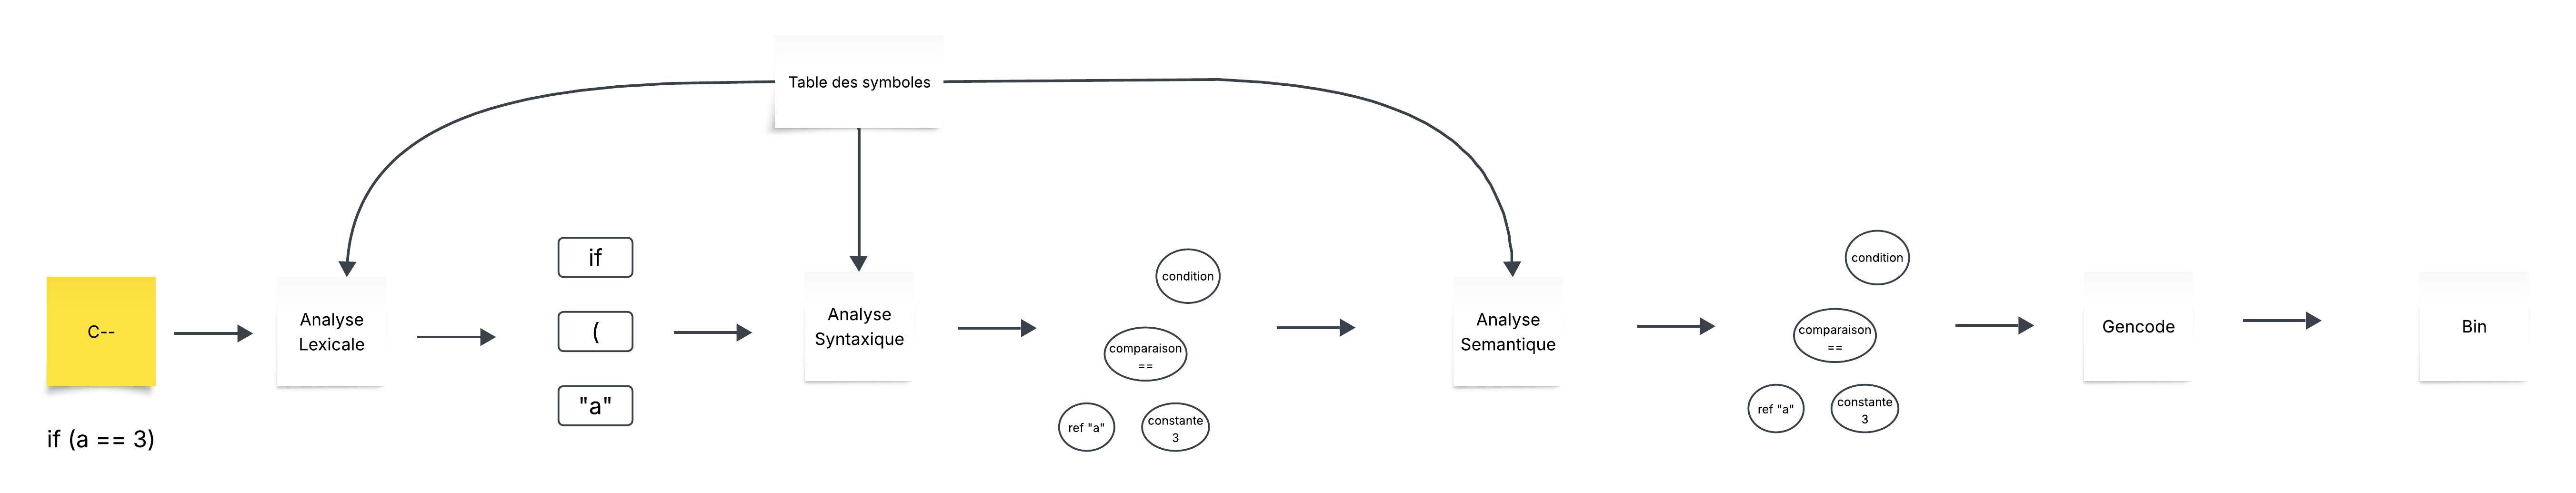 Table des symboles
C--
if (a == 3)
Analyse
Lexicale
if
(
"a"
Analyse
Syntaxique
condition
comparaison
==
ref "a"
constante
3
Analyse
Semantique
condition
comparaison
==
ref "a"
constante
3
Gencode
Bin